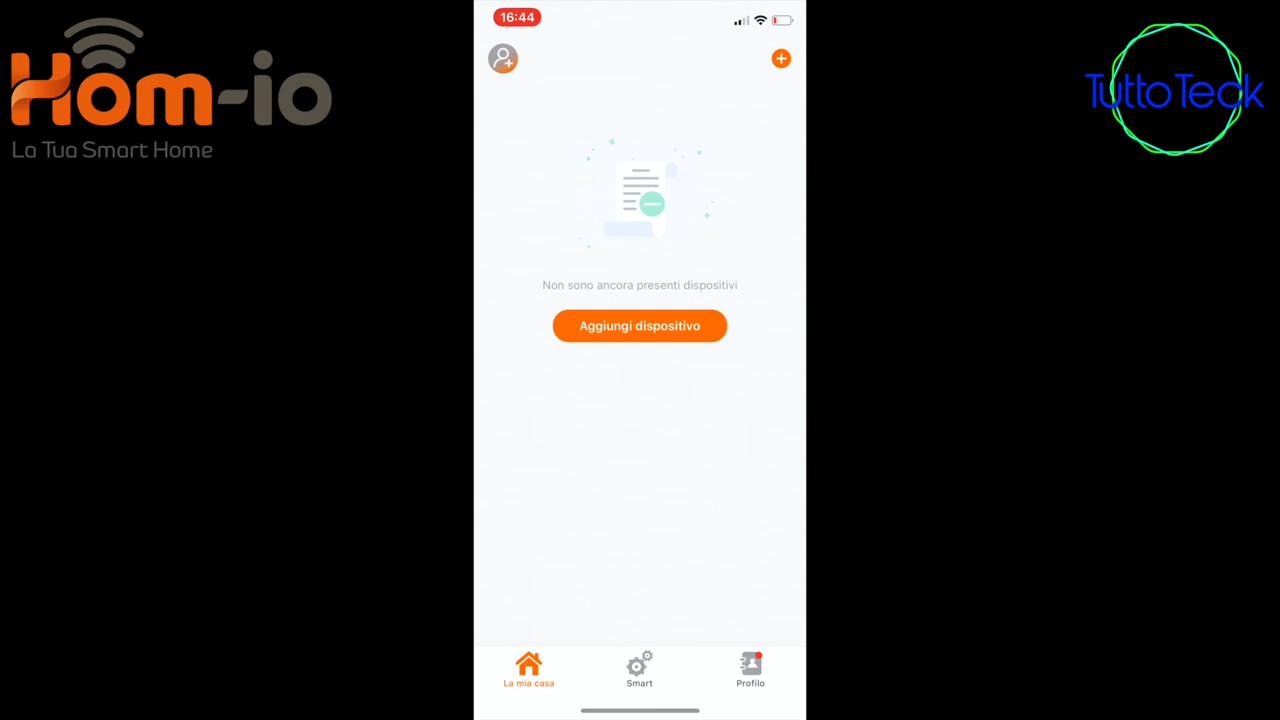 Hom-io
La Tua Smart Home
16:44
TuttoTeck
Non sono ancora presenti dispositivi
Aggiungi dispositivo
La mia casa
Smart
Profilo